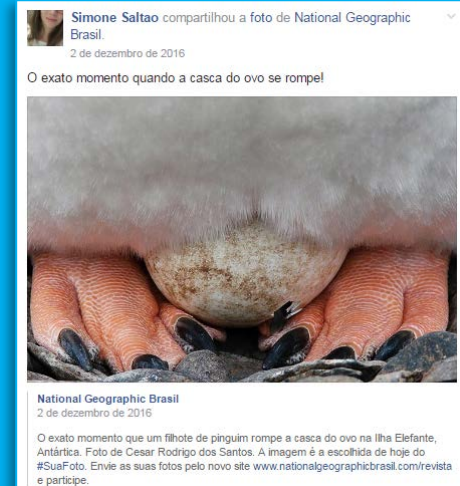 Simone Saltao compartilhou a foto de National Geographic
Brasil.
2 de dezembro de 2016
O exato momento quando a casca do ovo se rompe!
National Geographic Brasil
2 de dezembro de 2016
O exato momento que um filhote de pinguim rompe a casca do ovo na Ilha Elefante,
Antártica. Foto de Cesar Rodrigo dos Santos. A imagem é a escolhida de hoje do
#SuaFoto. Envie as suas fotos pelo novo site www.nationalgeographicbrasil.com/revista
e participe.